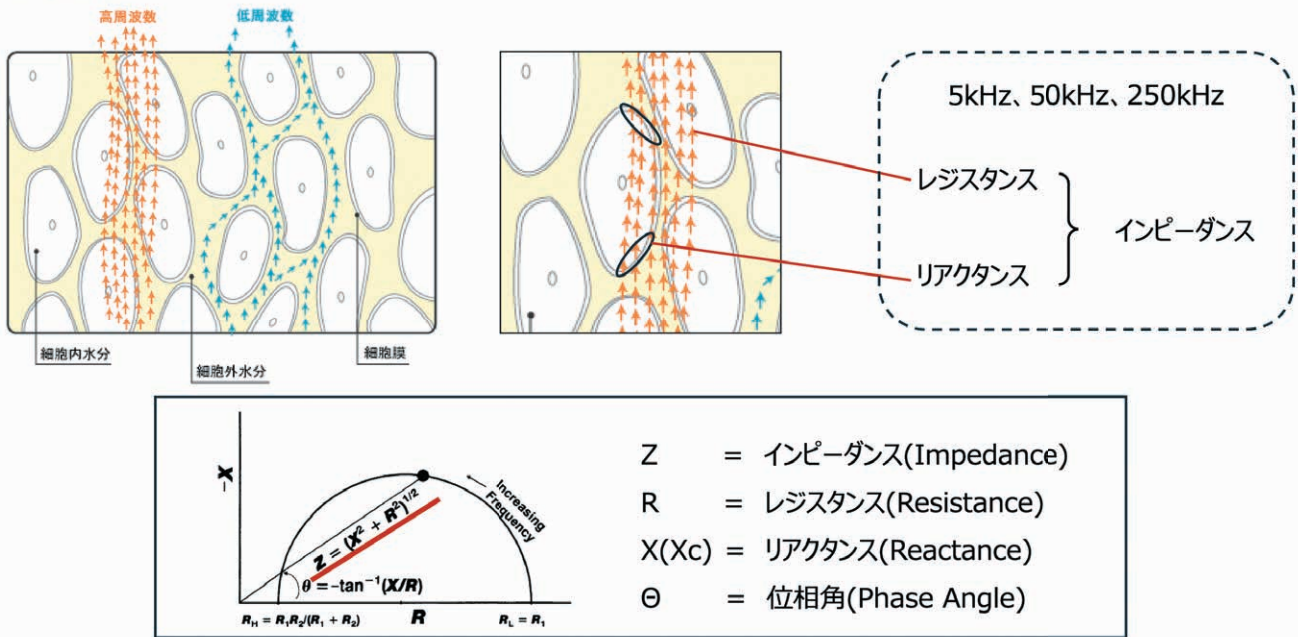 高周波数
低周波数
細胞内水分
細胞外水分
細胞膜
5kHz、50kHz、250kHz
レジスタンス
リアクタンス
インピーダンス
−X
Z = (X² + R²)^1/2
θ = −tan⁻¹(X/R)
Increasing
Frequency
R_H = R₁R₂/(R₁ + R₂)
R
R_L = R₁
Z = インピーダンス(Impedance)
R = レジスタンス(Resistance)
X(Xc) = リアクタンス(Reactance)
Θ = 位相角(Phase Angle)